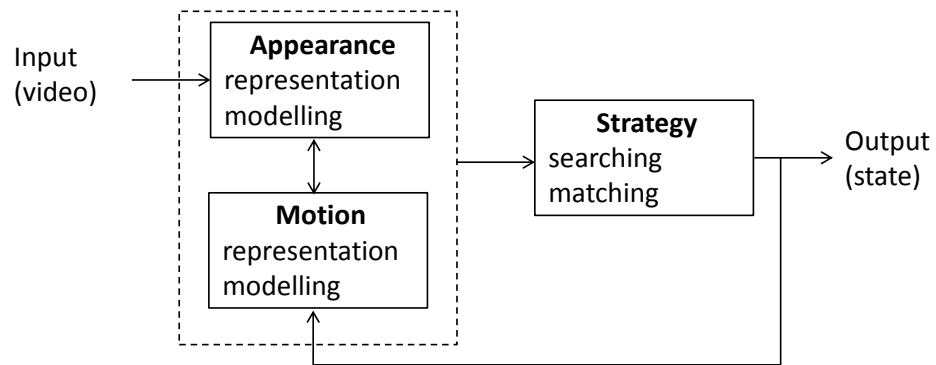 Input
(video)
Appearance
representation
modelling
Motion
representation
modelling
Strategy
searching
matching
Output
(state)